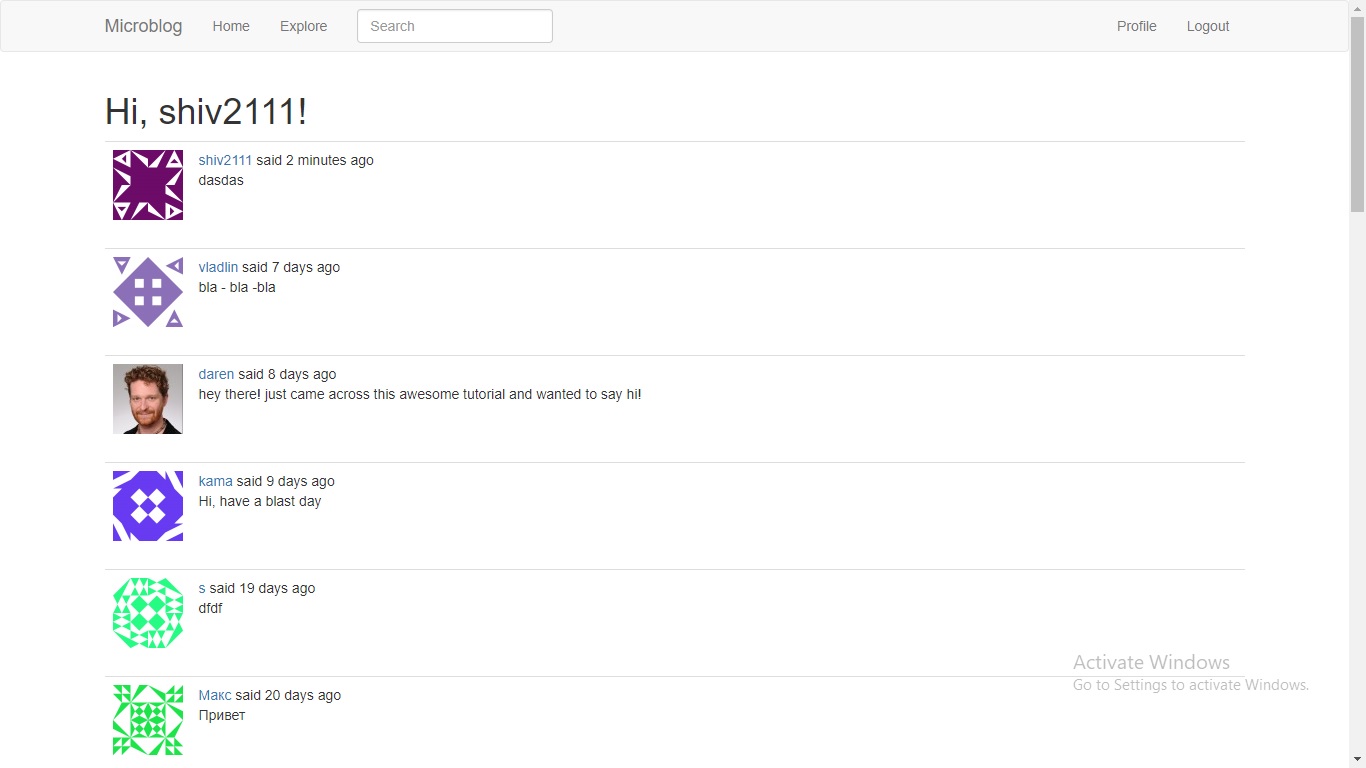 Microblog Home Explore Search Profile Logout
Hi, shiv2111!
shiv2111 said 2 minutes ago
dasdas
vladlin said 7 days ago
bla - bla -bla
daren said 8 days ago
hey there! just came across this awesome tutorial and wanted to say hi!
kama said 9 days ago
Hi, have a blast day
s said 19 days ago
dfdf
Макс said 20 days ago
Привет
Activate Windows
Go to Settings to activate Windows.